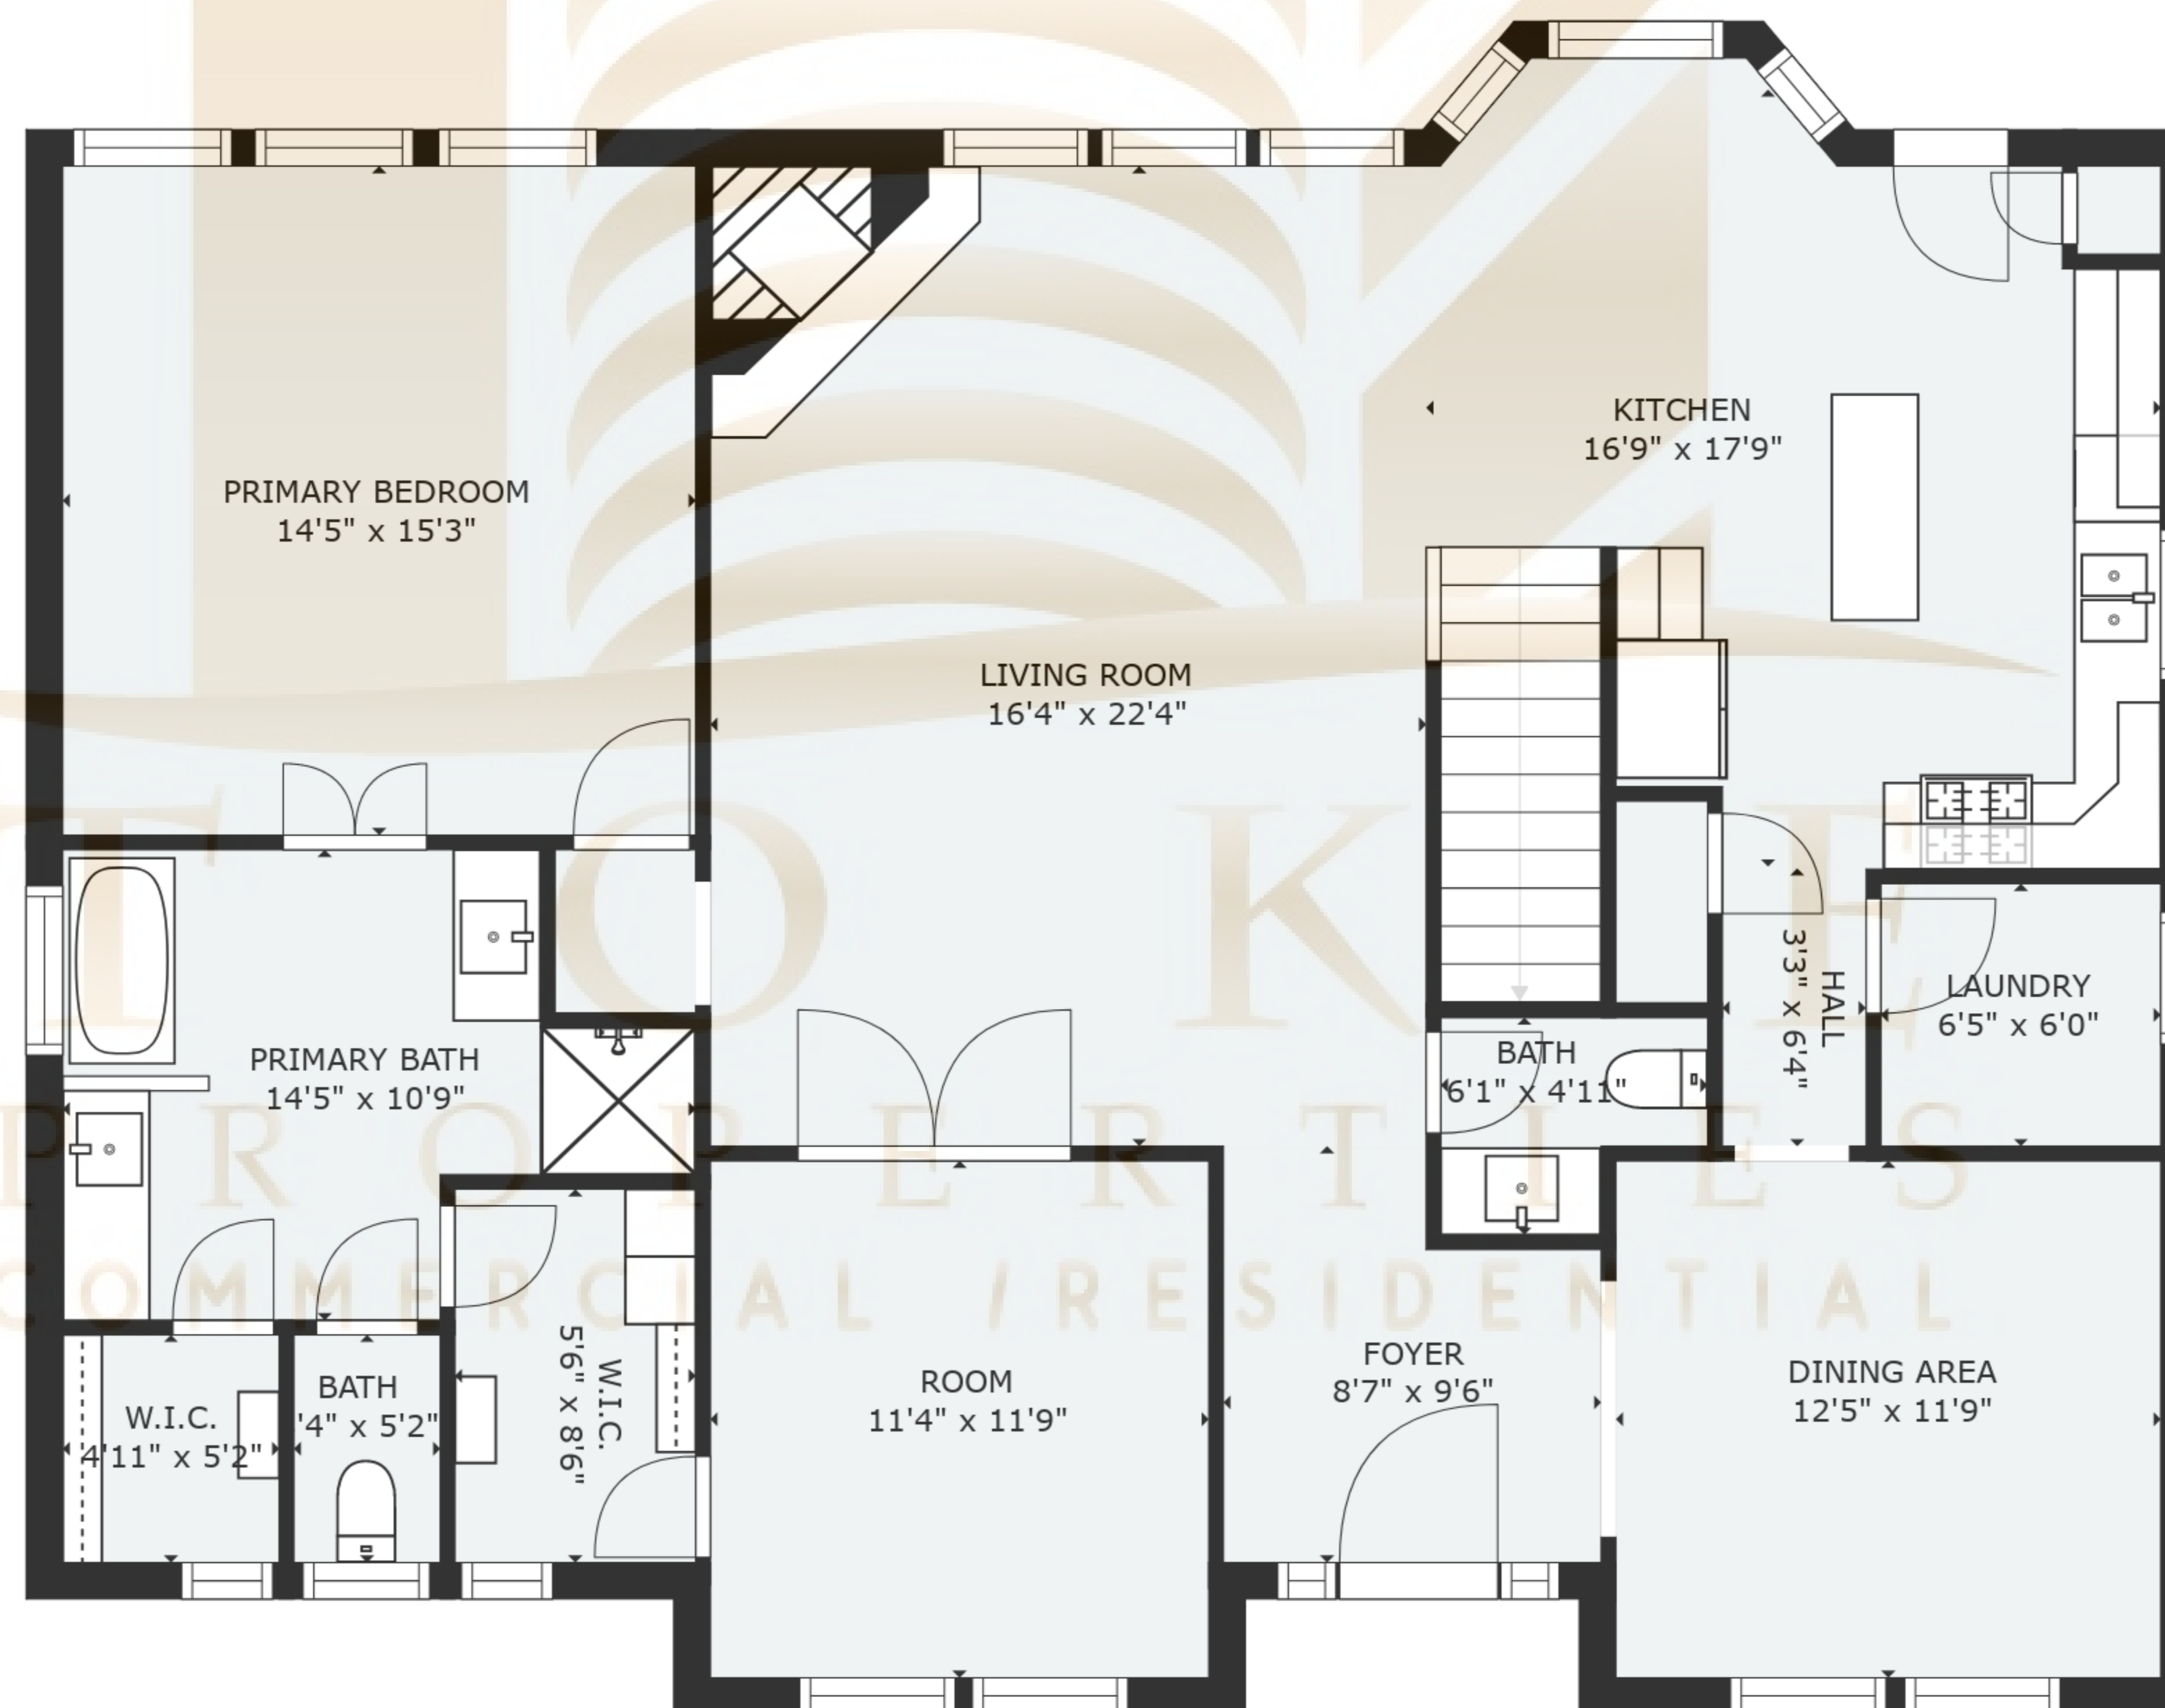 PRIMARY BEDROOM
14'5" x 15'3"
KITCHEN
16'9" x 17'9"
LIVING ROOM
16'4" x 22'4"
PRIMARY BATH
14'5" x 10'9"
BATH
6'1" x 4'11"
HALL
3'3" x 6'4"
LAUNDRY
6'5" x 6'0"
W.I.C.
4'11" x 5'2"
BATH
'4" x 5'2"
W.I.C.
5'6" x 8'6"
ROOM
11'4" x 11'9"
FOYER
8'7" x 9'6"
DINING AREA
12'5" x 11'9"
TOKE
PROPERTIES
COMMERCIAL /RESIDENTIAL